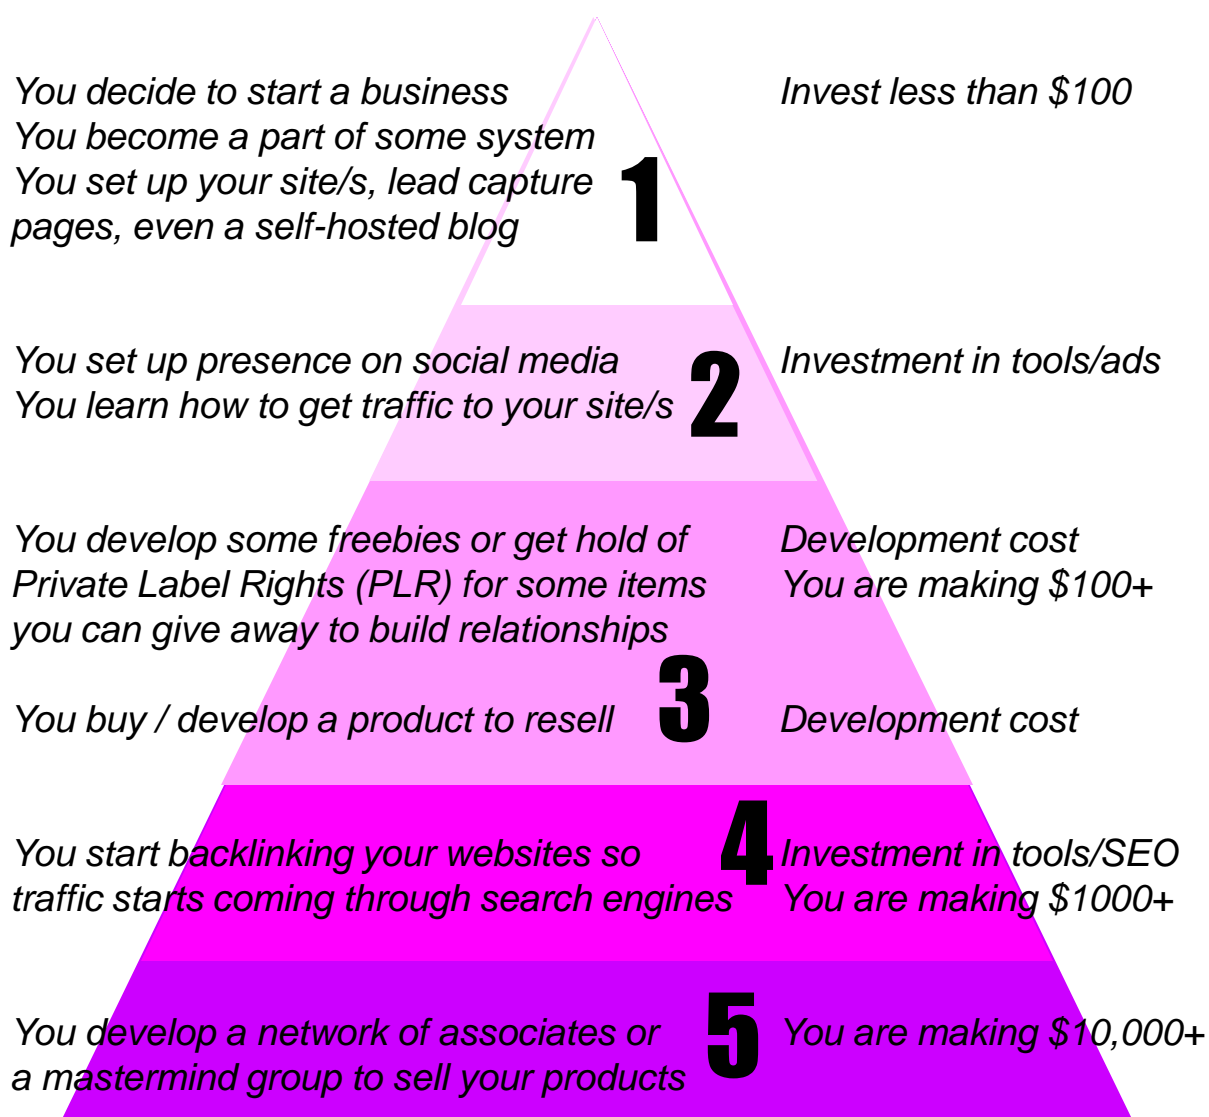 You decide to start a business
Invest less than $100
You become a part of some system
You set up your site/s, lead capture
pages, even a self-hosted blog
1
You set up presence on social media
Investment in tools/ads
You learn how to get traffic to your site/s
2
You develop some freebies or get hold of
Development cost
Private Label Rights (PLR) for some items
You are making $100+
you can give away to build relationships
3
You buy / develop a product to resell
Development cost
4
You start backlinking your websites so
Investment in tools/SEO
traffic starts coming through search engines
You are making $1000+
5
You develop a network of associates or
You are making $10,000+
a mastermind group to sell your products